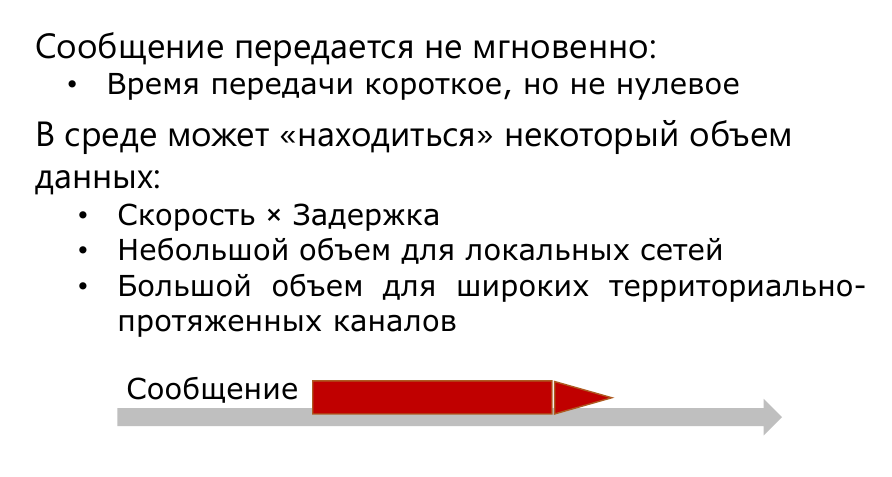 Сообщение передается не мгновенно:
• Время передачи короткое, но не нулевое
В среде может «находиться» некоторый объем
данных:
• Скорость × Задержка
• Небольшой объем для локальных сетей
• Большой объем для широких территориально-
протяженных каналов
Сообщение